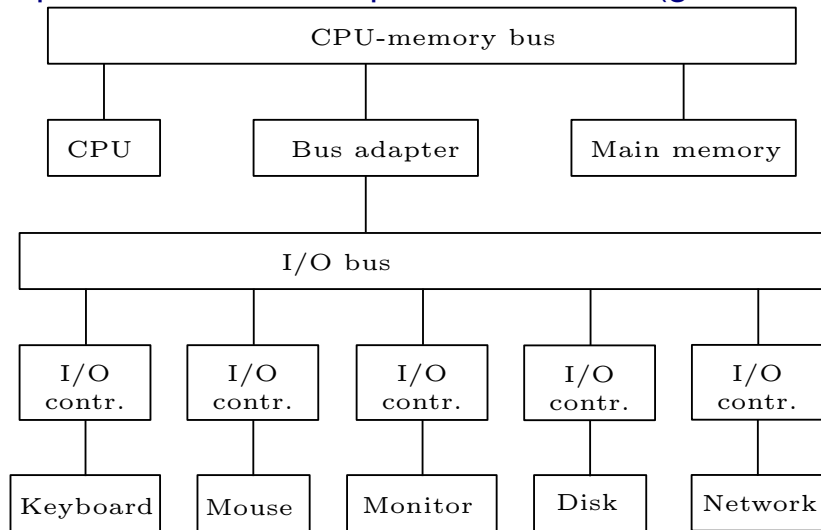 CPU-memory bus
CPU
Bus adapter
Main memory
I/O bus
I/O
contr.
I/O
contr.
I/O
contr.
I/O
contr.
I/O
contr.
Keyboard
Mouse
Monitor
Disk
Network